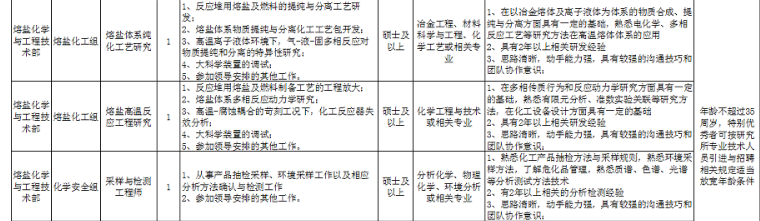 熔盐化学
与工程技
术部
熔盐化工组
熔盐体系纯
化工艺研究
1
1、反应堆用熔盐及燃料的提纯与分离工艺研
发；
2、熔盐体系物质提纯与分离化工工艺包开发；
3、高温离子液体环境下，气-液-固多相反应对
物质提纯和分离的特异性研究；
4、大科学装置的调试；
5、参加领导安排的其他工作。
硕士及
以上
冶金工程、材料
科学与工程、化
学工艺或相关专
业
1、在以冶金熔体及离子液体为体系的物质合成、提
纯与分离方面具有一定的基础，熟悉电化学、多相
反应工艺等研究方法在高温熔体体系的应用
2、具有2年以上相关研发经验
3、思路清晰，动手能力强，具有较强的沟通技巧和
团队协作意识；
熔盐化学
与工程技
术部
熔盐化工组
熔盐高温反
应工程研究
1
1、反应堆用熔盐及燃料制备工艺的工程放大；
2、熔盐体系多相反应动力学研究；
3、高温-腐蚀耦合的苛刻工况下，化工反应器失
效分析；
4、大科学装置的调试；
5、参加领导安排的其他工作。
硕士及
以上
化学工程与技术
或相关专业
1、在多相传质行为和反应动力学研究方面具有一定
的基础，熟悉有限元分析、准数实验关联等研究方
法，在化工设备设计方面具有一定的基础
2、具有2年以上相关研发经验
3、思路清晰，动手能力强，具有较强的沟通技巧和
团队协作意识；
熔盐化学
与工程技
术部
化学安全组
采样与检测
工程师
1
1、从事产品抽检采样、环境采样工作以及相应
分析方法确认与检测工作
2、参加领导安排的其他工作。
硕士及
以上
分析化学、物理
化学、环境分析
或相关专业
1、熟悉化工产品抽检方法与采样规则，熟悉环境采
样方法，了解危化品管理，熟悉质谱、色谱、光谱
等分析测试方法技术
2、有2年以上相关的分析检测经验
3、思路清晰，动手能力强，具有较强的沟通技巧和
团队协作意识；
年龄不超过35
周岁，特别优
秀者可按研究
所专业技术人
员引进与招聘
相关规定适当
放宽年龄条件